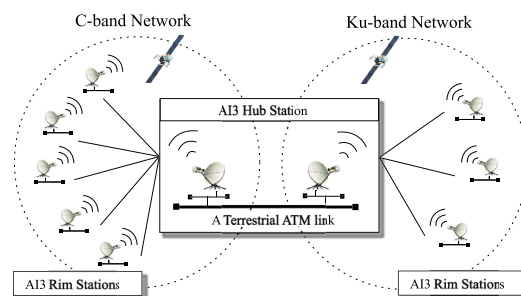 C-band Network
Ku-band Network
AI3 Hub Station
A Terrestrial ATM link
AI3 Rim Stations
AI3 Rim Stations